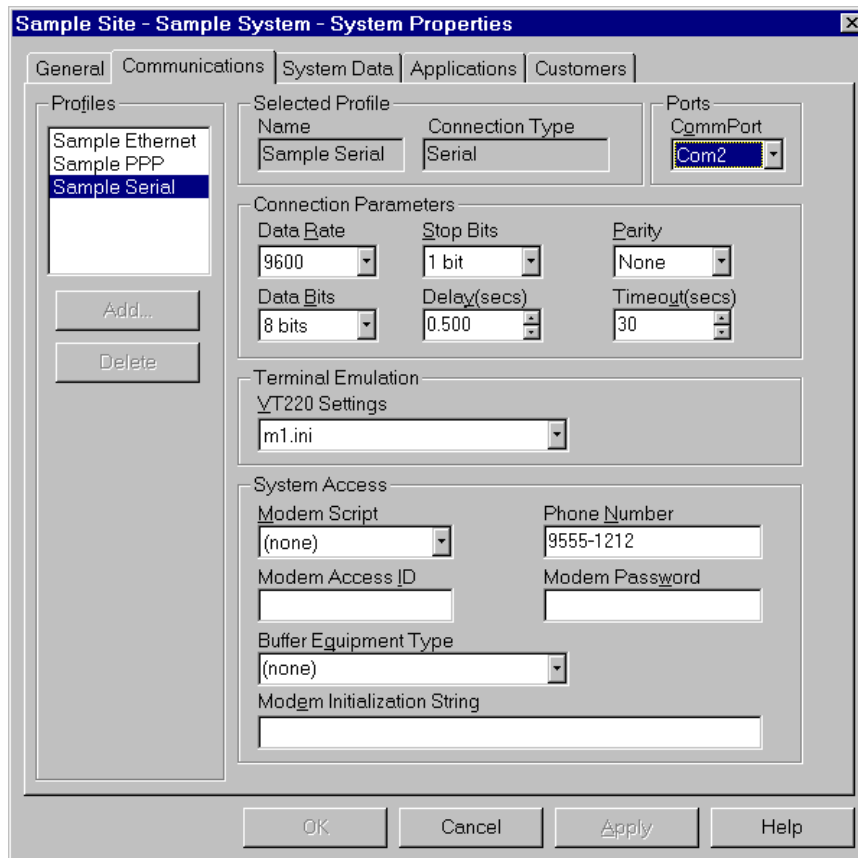 Sample Site - Sample System - System Properties
General Communications System Data Applications Customers
Profiles
Sample Ethernet
Sample PPP
Sample Serial
Add...
Delete
Selected Profile
Name Connection Type
Sample Serial Serial
Ports
CommPort
Com2
Connection Parameters
Data Rate Stop Bits Parity
9600 1 bit None
Data Bits Delay(secs) Timeout(secs)
8 bits 0.500 30
Terminal Emulation
VT220 Settings
m1.ini
System Access
Modem Script Phone Number
(none) 9555-1212
Modem Access ID Modem Password
Buffer Equipment Type
(none)
Modem Initialization String
OK Cancel Apply Help